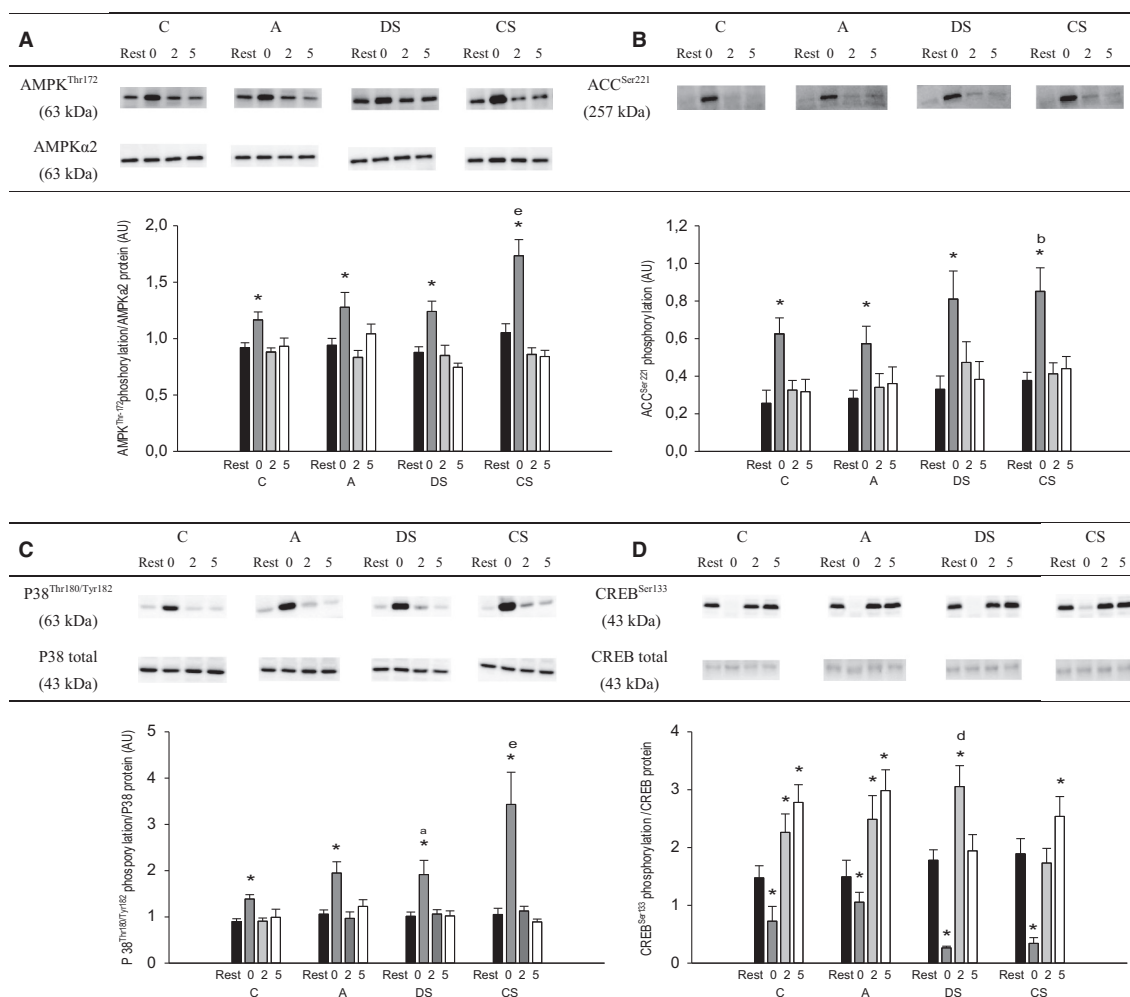 A
C A DS CS
Rest 0 2 5 Rest 0 2 5 Rest 0 2 5 Rest 0 2 5
AMPK^Thr172
(63 kDa)
AMPKα2
(63 kDa)
B
C A DS CS
Rest 0 2 5 Rest 0 2 5 Rest 0 2 5 Rest 0 2 5
ACC^Ser221
(257 kDa)
AMPK^Thr-172 phoshorylation/AMPKa2 protein (AU)
2,0
1,5
1,0
0,5
0,0
* * * e *
Rest 0 2 5 Rest 0 2 5 Rest 0 2 5 Rest 0 2 5
C A DS CS
ACC^Ser221 phosphorylation (AU)
1,2
1,0
0,8
0,6
0,4
0,2
0,0
* * * b *
Rest 0 2 5 Rest 0 2 5 Rest 0 2 5 Rest 0 2 5
C A DS CS
C
C A DS CS
Rest 0 2 5 Rest 0 2 5 Rest 0 2 5 Rest 0 2 5
P38^Thr180/Tyr182
(63 kDa)
P38 total
(43 kDa)
D
C A DS CS
Rest 0 2 5 Rest 0 2 5 Rest 0 2 5 Rest 0 2 5
CREB^Ser133
(43 kDa)
CREB total
(43 kDa)
P 38^Thr180/Tyr182 phosporylation/P38 protein (AU)
5
4
3
2
1
0
* * a * e *
Rest 0 2 5 Rest 0 2 5 Rest 0 2 5 Rest 0 2 5
C A DS CS
CREB^Ser133 phosphorylation /CREB protein
4
3
2
1
0
* * * * * * * d * * *
Rest 0 2 5 Rest 0 2 5 Rest 0 2 5 Rest 0 2 5
C A DS CS